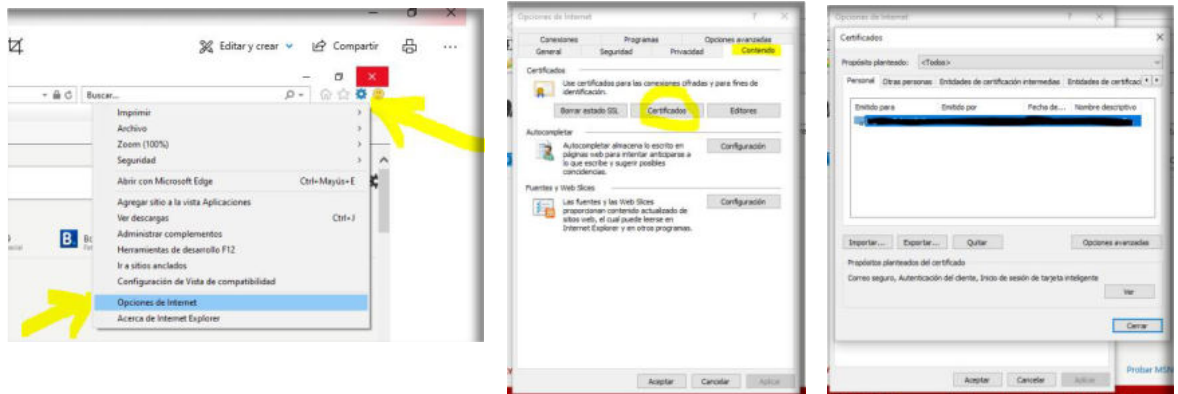 Editar y crear Compartir ...
Buscar...
Imprimir
Archivo
Zoom (100%)
Seguridad
Abrir con Microsoft Edge Ctrl+Mayús+E
Agregar sitio a la vista Aplicaciones
Ver descargas Ctrl+J
Administrar complementos
Herramientas de desarrollo F12
Ir a sitios anclados
Configuración de Vista de compatibilidad
Opciones de Internet
Acerca de Internet Explorer
B.
Opciones de Internet ? X
Conexiones Programas Opciones avanzadas
General Seguridad Privacidad Contenido
Certificados
Use certificados para las conexiones cifradas y para fines de
identificación.
Borrar estado SSL Certificados Editores
Autocompletar
Autocompletar almacena lo escrito en
páginas web para intentar anticiparse a
lo que escribe y sugerir posibles
coincidencias.
Configuración
Fuentes y Web Slices
Las fuentes y las Web Slices
proporcionan contenido actualizado de
sitios web, el cual puede leerse en
Internet Explorer y en otros programas.
Configuración
Aceptar Cancelar Aplicar
Opciones de Internet ? X
Certificados X
Propósito planteado: <Todos>
Personal Otras personas Entidades de certificación intermedias Entidades de certificac
Emitido para Emitido por Fecha de... Nombre descriptivo
Importar... Exportar... Quitar Opciones avanzadas
Propósitos planteados del certificado
Correo seguro, Autenticación del cliente, Inicio de sesión de tarjeta
inteligente
Ver
Cerrar
Aceptar Cancelar Aplicar
Probar MSN